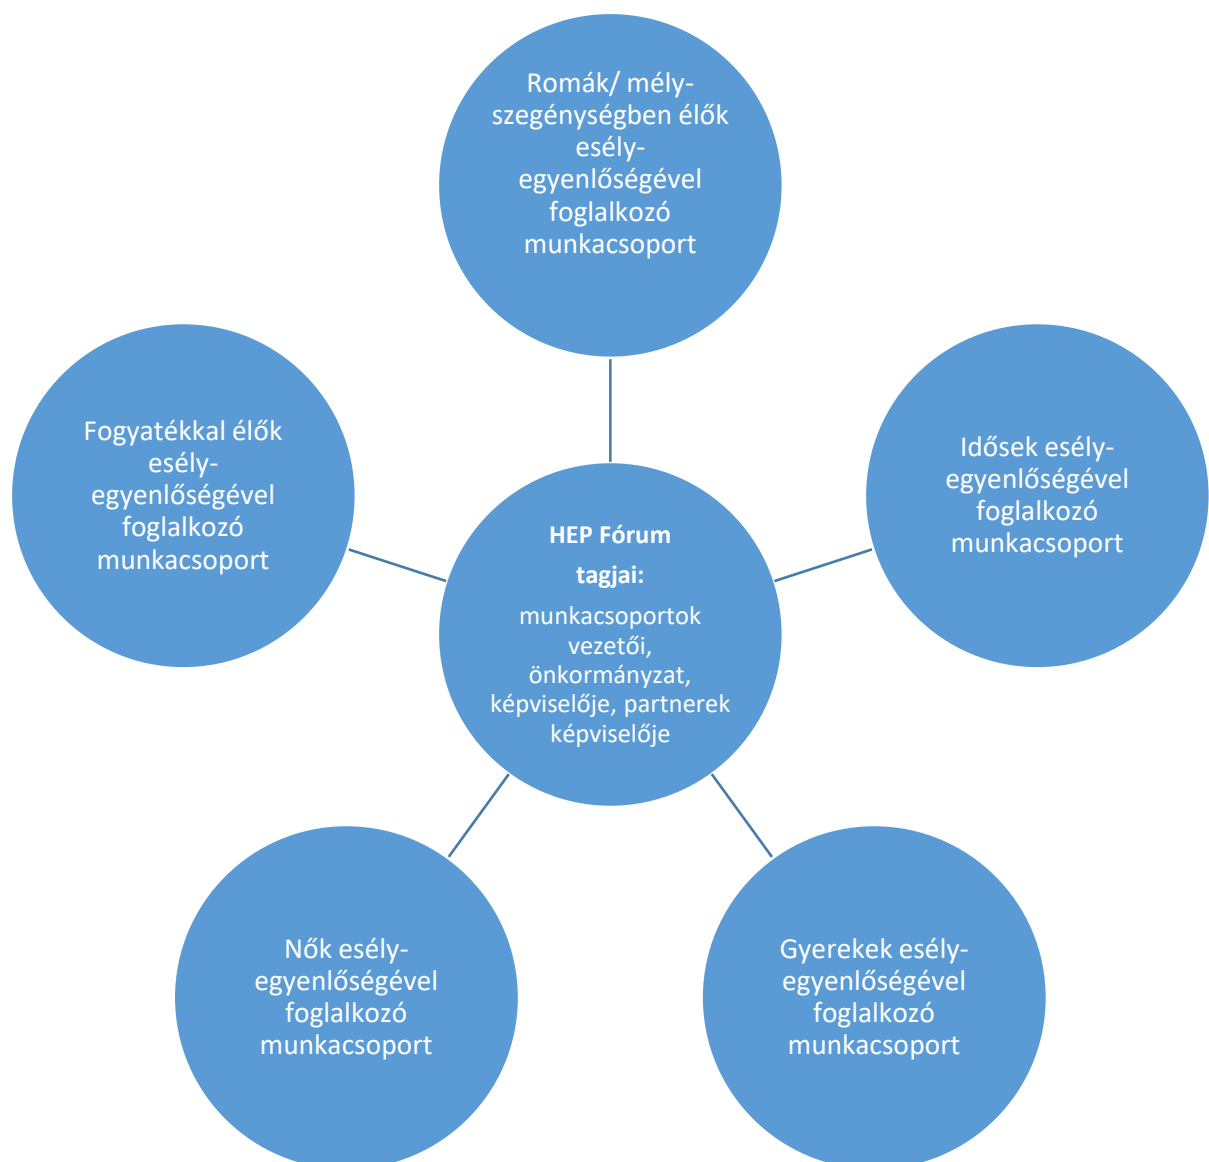 Romák/ mély-
szegénységben élők
esély-
egyenlőségével
foglalkozó
munkacsoport
Fogyatékkal élők
esély-
egyenlőségével
foglalkozó
munkacsoport
Idősek esély-
egyenlőségével
foglalkozó
munkacsoport
HEP Fórum
tagjai:
munkacsoportok
vezetői,
önkormányzat,
képviselője, partnerek
képviselője
Nők esély-
egyenlőségével
foglalkozó
munkacsoport
Gyerekek esély-
egyenlőségével
foglalkozó
munkacsoport